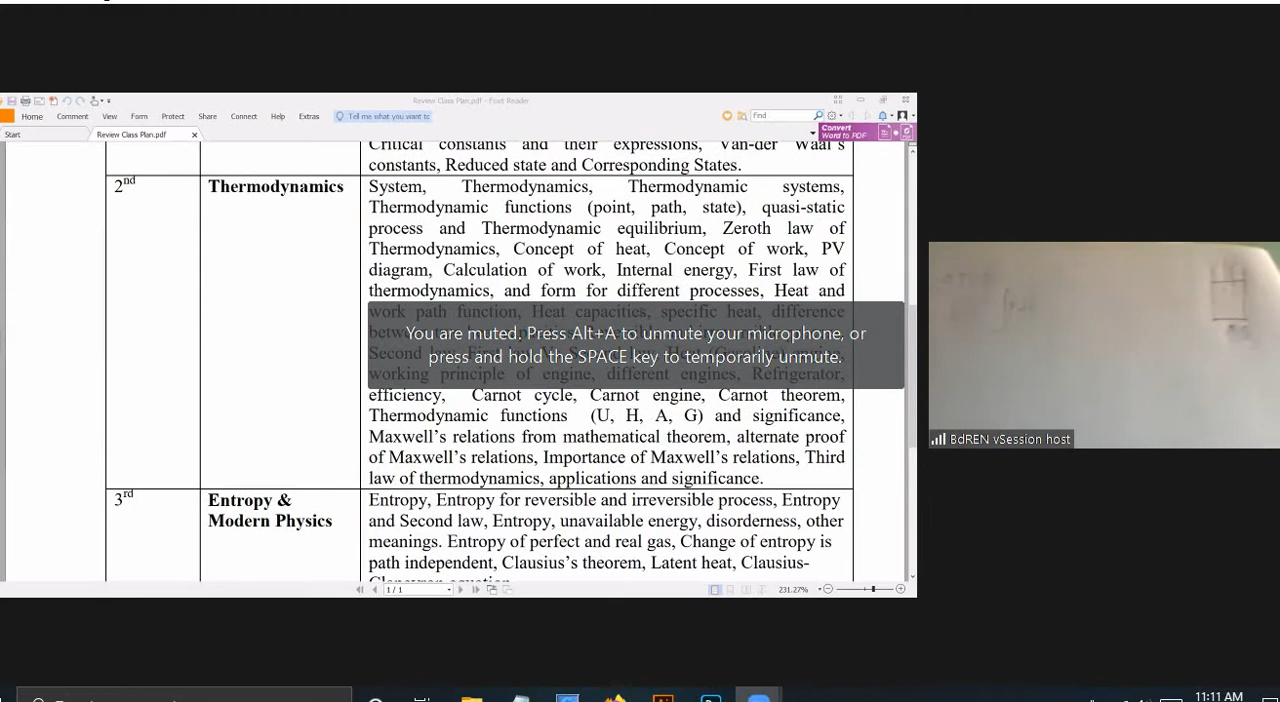 Review Class Plan.pdf - Foxit Reader
Home Comment View Form Protect Share Connect Help Extras Tell me what you want to Find
Start Review Class Plan.pdf
Convert
Word to PDF
Critical constants and their expressions, Van-der Waal's
constants, Reduced state and Corresponding States.
2nd Thermodynamics
System, Thermodynamics, Thermodynamic systems,
Thermodynamic functions (point, path, state), quasi-static
process and Thermodynamic equilibrium, Zeroth law of
Thermodynamics, Concept of heat, Concept of work, PV
diagram, Calculation of work, Internal energy, First law of
thermodynamics, and form for different processes, Heat and
work path function, Heat capacities, specific heat, difference
You are muted. Press Alt+A to unmute your microphone, or
press and hold the SPACE key to temporarily unmute.
working principle of engine, different engines, Refrigerator,
efficiency, Carnot cycle, Carnot engine, Carnot theorem,
Thermodynamic functions (U, H, A, G) and significance,
Maxwell's relations from mathematical theorem, alternate proof
of Maxwell's relations, Importance of Maxwell's relations, Third
law of thermodynamics, applications and significance.
3rd Entropy &
Modern Physics
Entropy, Entropy for reversible and irreversible process, Entropy
and Second law, Entropy, unavailable energy, disorderness, other
meanings. Entropy of perfect and real gas, Change of entropy is
path independent, Clausius's theorem, Latent heat, Clausius-
1 / 1
231.27%
BdREN vSession host
11:11 AM